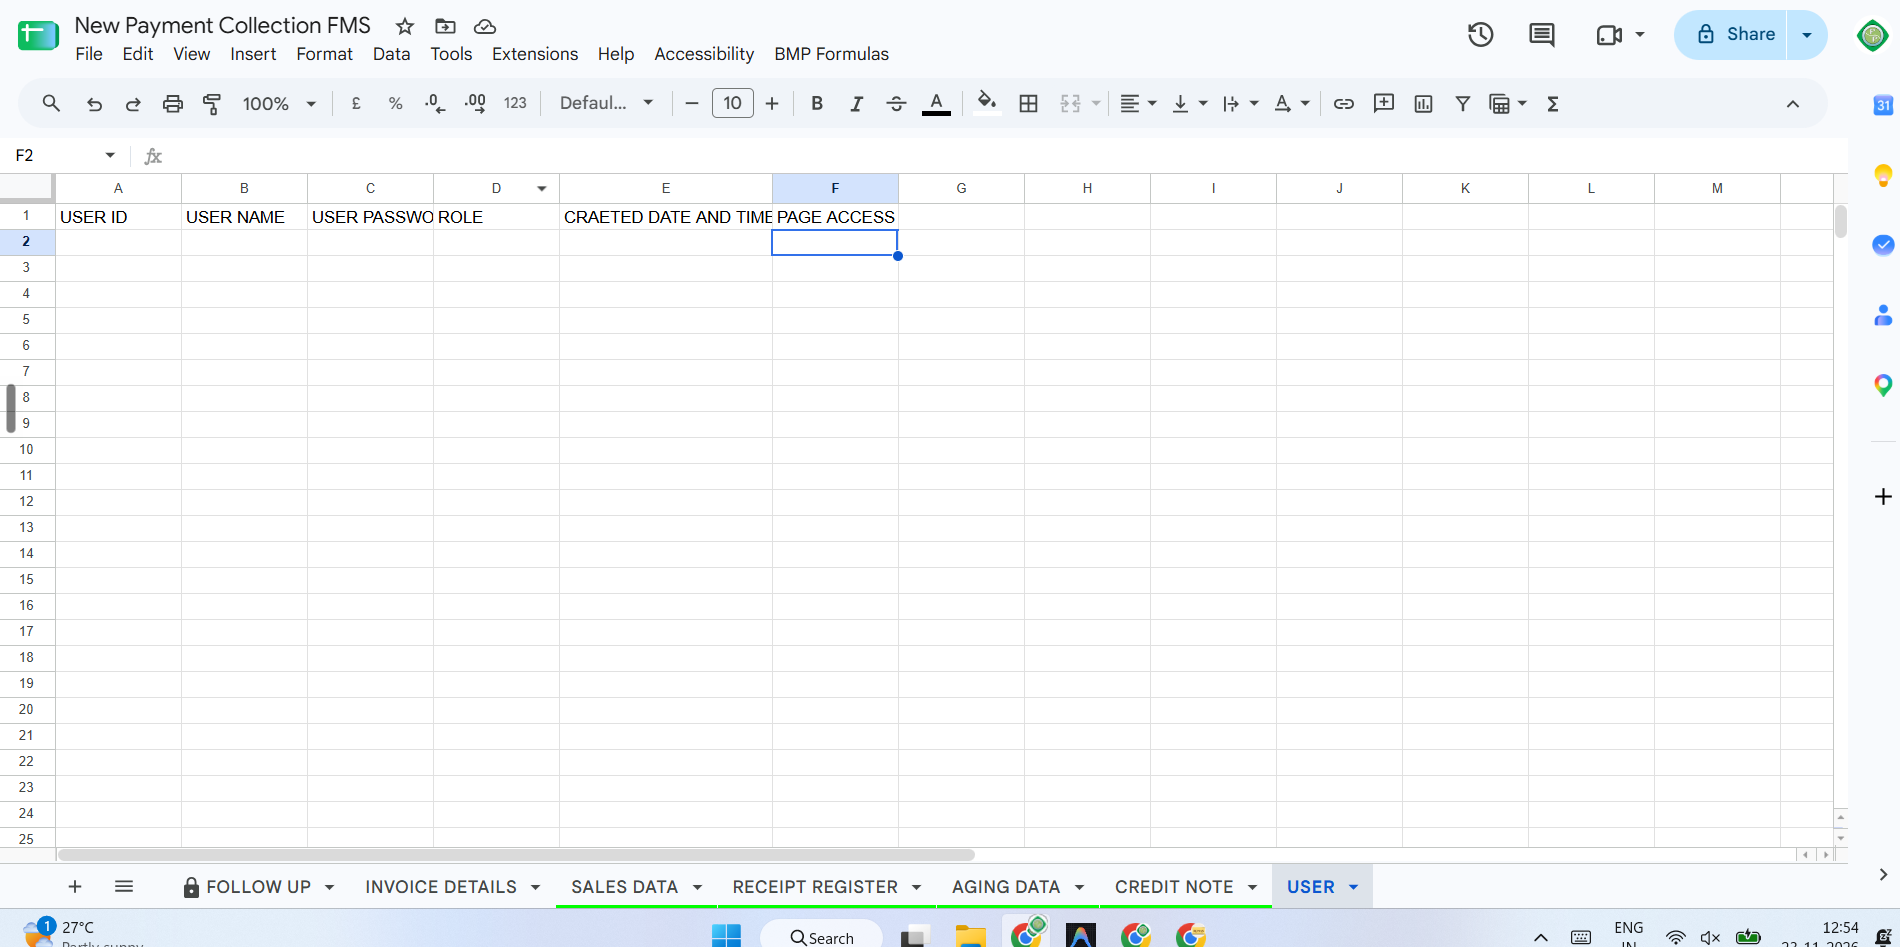 New Payment Collection FMS
File Edit View Insert Format Data Tools Extensions Help Accessibility BMP Formulas
Share
100% £ % .0 .00 123 Defaul... 10 B I A A
31
F2 fx
A B C D E F G H I J K L M
1 USER ID USER NAME USER PASSWO ROLE CRAETED DATE AND TIME PAGE ACCESS
2
3
4
5
6
7
8
9
10
11
12
13
14
15
16
17
18
19
20
21
22
23
24
25
FOLLOW UP INVOICE DETAILS SALES DATA RECEIPT REGISTER AGING DATA CREDIT NOTE USER
1 27°C Search ENG 12:54
Partly sunny IN